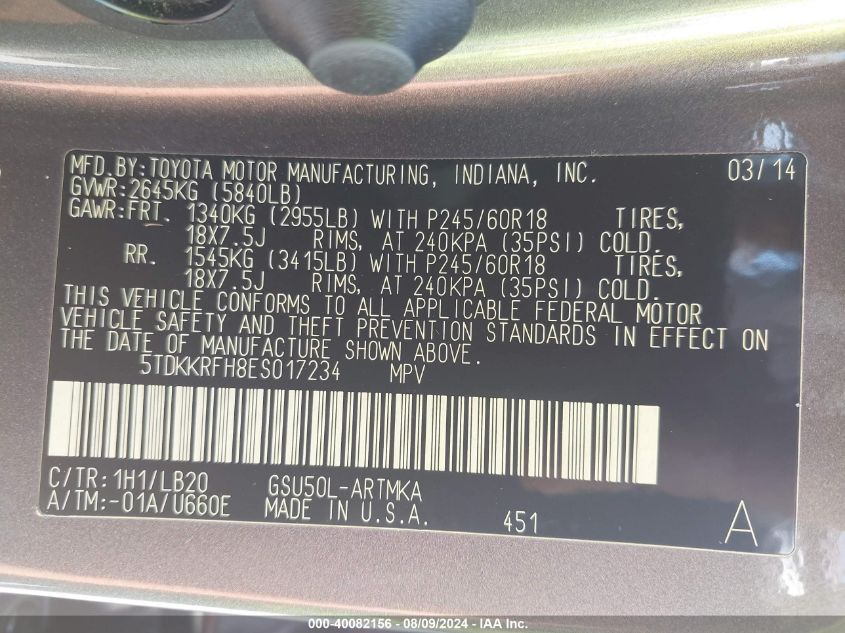 MFD.BY:TOYOTA MOTOR MANUFACTURING, INDIANA, INC. 03/14
GVWR:2645KG (5840LB)
GAWR:FRT. 1340KG (2955LB) WITH P245/60R18 TIRES,
18X7.5J RIMS, AT 240KPA (35PSI) COLD.
RR. 1545KG (3415LB) WITH P245/60R18 TIRES,
18X7.5J RIMS, AT 240KPA (35PSI) COLD.
THIS VEHICLE CONFORMS TO ALL APPLICABLE FEDERAL MOTOR
VEHICLE SAFETY AND THEFT PREVENTION STANDARDS IN EFFECT ON
THE DATE OF MANUFACTURE SHOWN ABOVE.
5TDKKRFH8ES017234 MPV
C/TR:1H1/LB20 GSU50L-ARTMKA
A/TM:-01A/U660E MADE IN U.S.A. 451 A
000-40082156 - 08/09/2024 - IAA Inc.